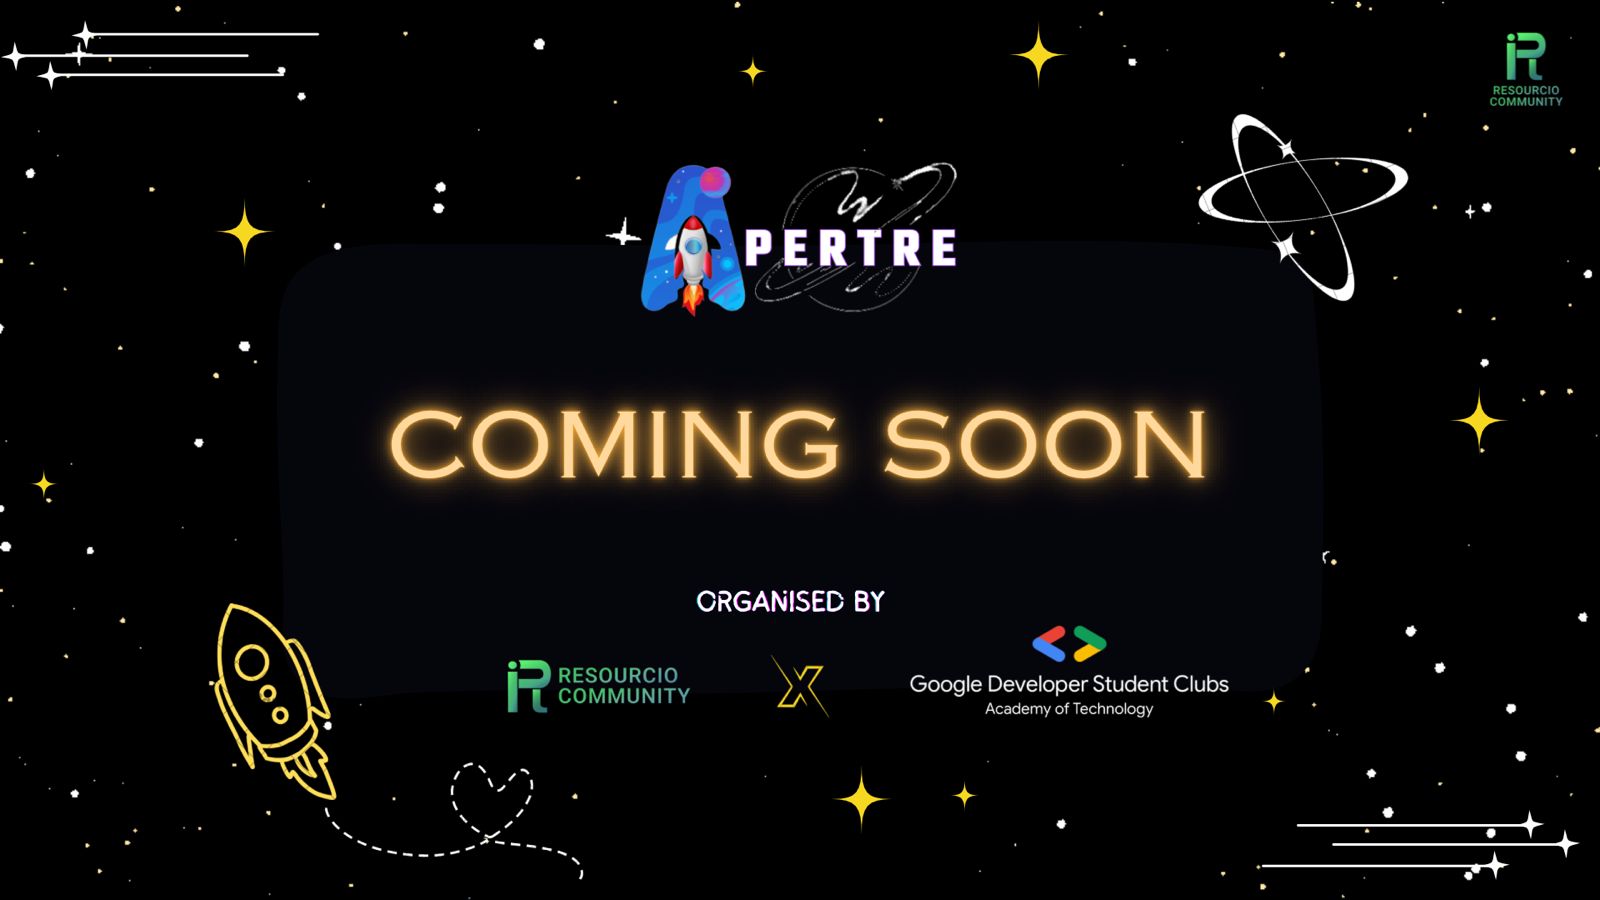 RESOURCIO
COMMUNITY
APERTRE
COMING SOON
ORGANISED BY
RESOURCIO
COMMUNITY
X
Google Developer Student Clubs
Academy of Technology